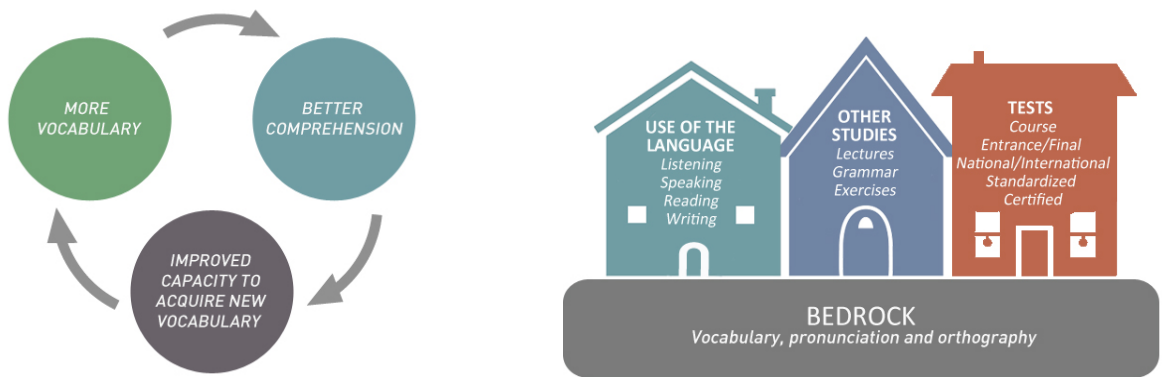 MORE
VOCABULARY
BETTER
COMPREHENSION
IMPROVED
CAPACITY TO
ACQUIRE NEW
VOCABULARY
USE OF THE
LANGUAGE
Listening
Speaking
Reading
Writing
OTHER
STUDIES
Lectures
Grammar
Exercises
TESTS
Course
Entrance/Final
National/International
Standardized
Certified
BEDROCK
Vocabulary, pronunciation and orthography